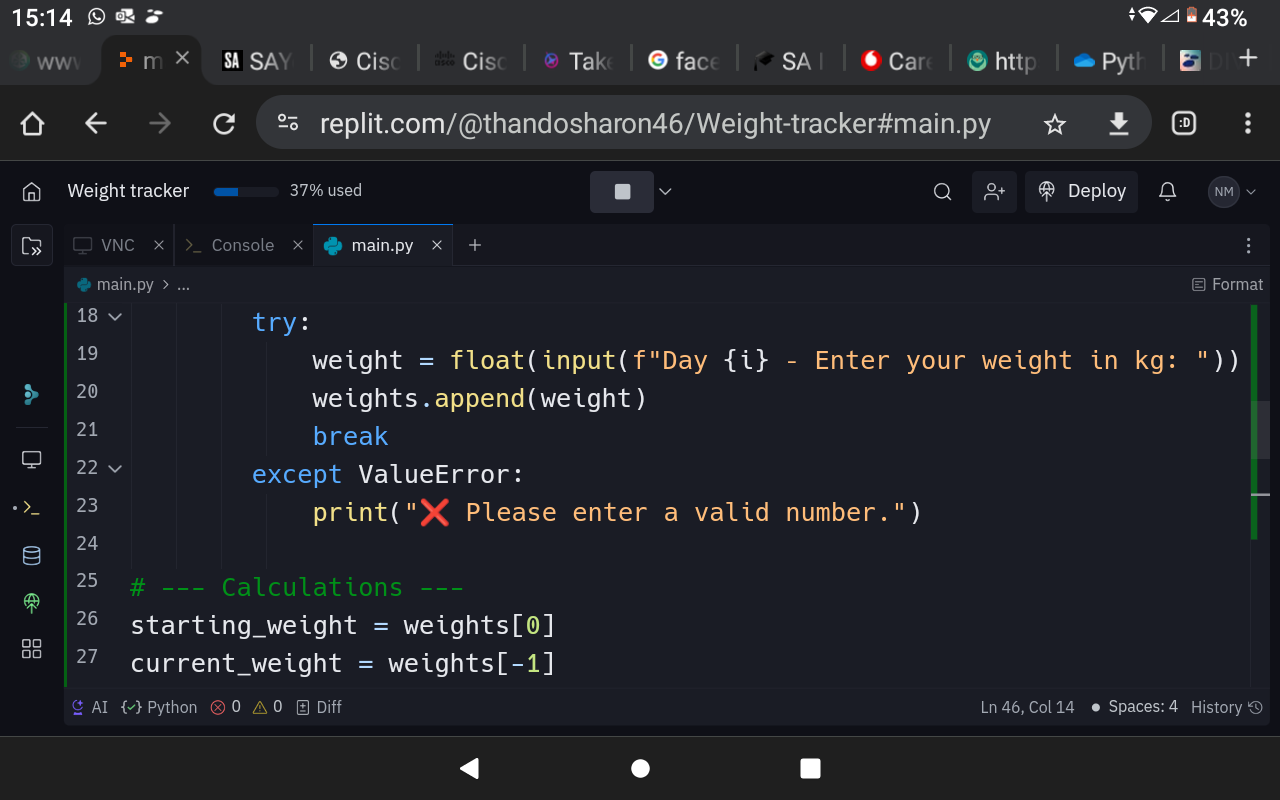 15:14 43%
www m SAY Cisc Cisc Take face SA Care http Pyth
replit.com/@thandosharon46/Weight-tracker#main.py :D
Weight tracker 37% used Deploy NM
VNC Console main.py
main.py > ... Format
18 try:
19 weight = float(input(f"Day {i} - Enter your weight in kg: "))
20 weights.append(weight)
21 break
22 except ValueError:
23 print("❌ Please enter a valid number.")
24
25 # --- Calculations ---
26 starting_weight = weights[0]
27 current_weight = weights[-1]
AI Python 0 0 Diff Ln 46, Col 14 Spaces: 4 History